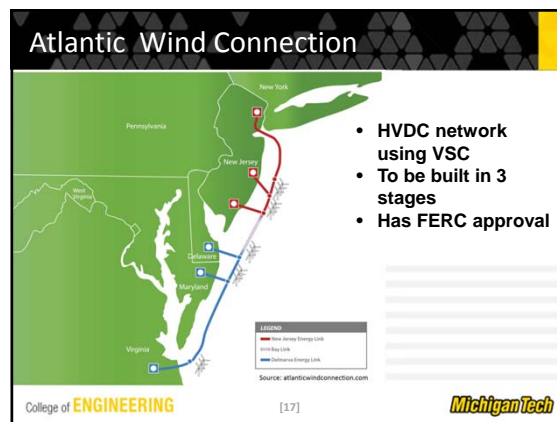 Atlantic Wind Connection
New York
Pennsylvania
New Jersey
West
Virginia
Delaware
Maryland
Virginia
LEGEND
New Jersey Energy Link
Bay Link
Delmarva Energy Link
Source: atlanticwindconnection.com
• HVDC network
using VSC
• To be built in 3
stages
• Has FERC approval
College of ENGINEERING
[17]
Michigan Tech